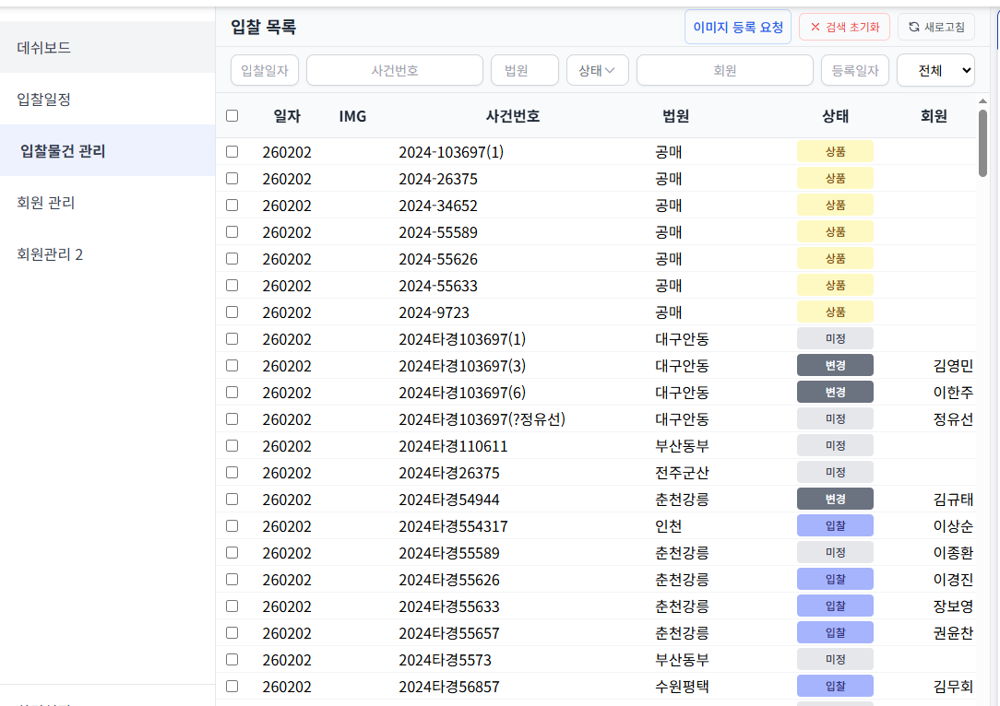 데쉬보드
입찰일정
입찰물건 관리
회원 관리
회원관리 2
입찰 목록
이미지 등록 요청
검색 초기화
새로고침
입찰일자 사건번호 법원 상태 회원 등록일자 전체
일자 IMG 사건번호 법원 상태 회원
260202 2024-103697(1) 공매 상품
260202 2024-26375 공매 상품
260202 2024-34652 공매 상품
260202 2024-55589 공매 상품
260202 2024-55626 공매 상품
260202 2024-55633 공매 상품
260202 2024-9723 공매 상품
260202 2024타경103697(1) 대구안동 미정
260202 2024타경103697(3) 대구안동 변경 김영민
260202 2024타경103697(6) 대구안동 변경 이한주
260202 2024타경103697(?정유선) 대구안동 미정 정유선
260202 2024타경110611 부산동부 미정
260202 2024타경26375 전주군산 미정
260202 2024타경54944 춘천강릉 변경 김규태
260202 2024타경554317 인천 입찰 이상순
260202 2024타경55589 춘천강릉 미정 이종환
260202 2024타경55626 춘천강릉 입찰 이경진
260202 2024타경55633 춘천강릉 입찰 장보영
260202 2024타경55657 춘천강릉 입찰 권윤찬
260202 2024타경5573 부산동부 미정
260202 2024타경56857 수원평택 입찰 김무회